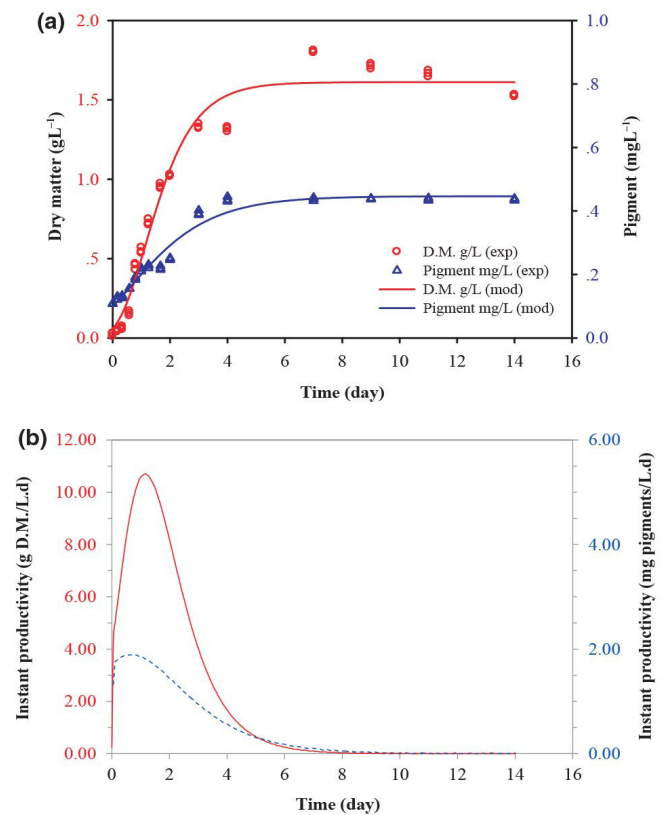 (a)
2.0
1.5
1.0
.5
0.0
Dry matter (gL⁻¹)
1.0
.8
.6
.4
.2
0.0
Pigment (mgL⁻¹)
D.M. g/L (exp)
Pigment mg/L (exp)
D.M. g/L (mod)
Pigment mg/L (mod)
0 2 4 6 8 10 12 14 16
Time (day)
(b)
12.00
10.00
8.00
6.00
4.00
2.00
0.00
Instant productivity (g D.M./L.d)
6.00
4.00
2.00
0.00
Instant productivity (mg pigments/L.d)
0 2 4 6 8 10 12 14 16
Time (day)